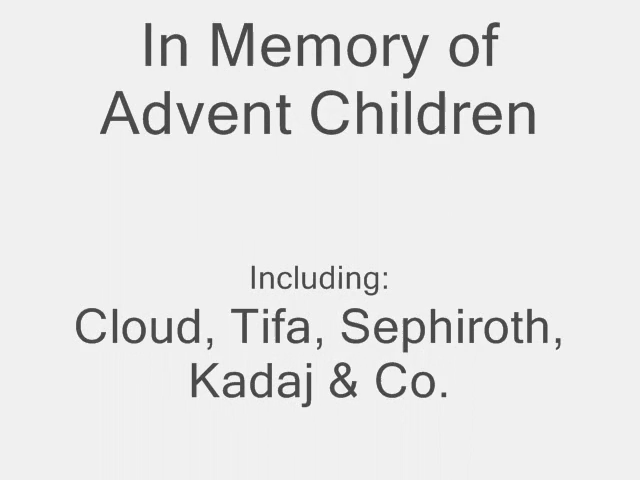 In Memory of
Advent Children
Including:
Cloud, Tifa, Sephiroth,
Kadaj & Co.